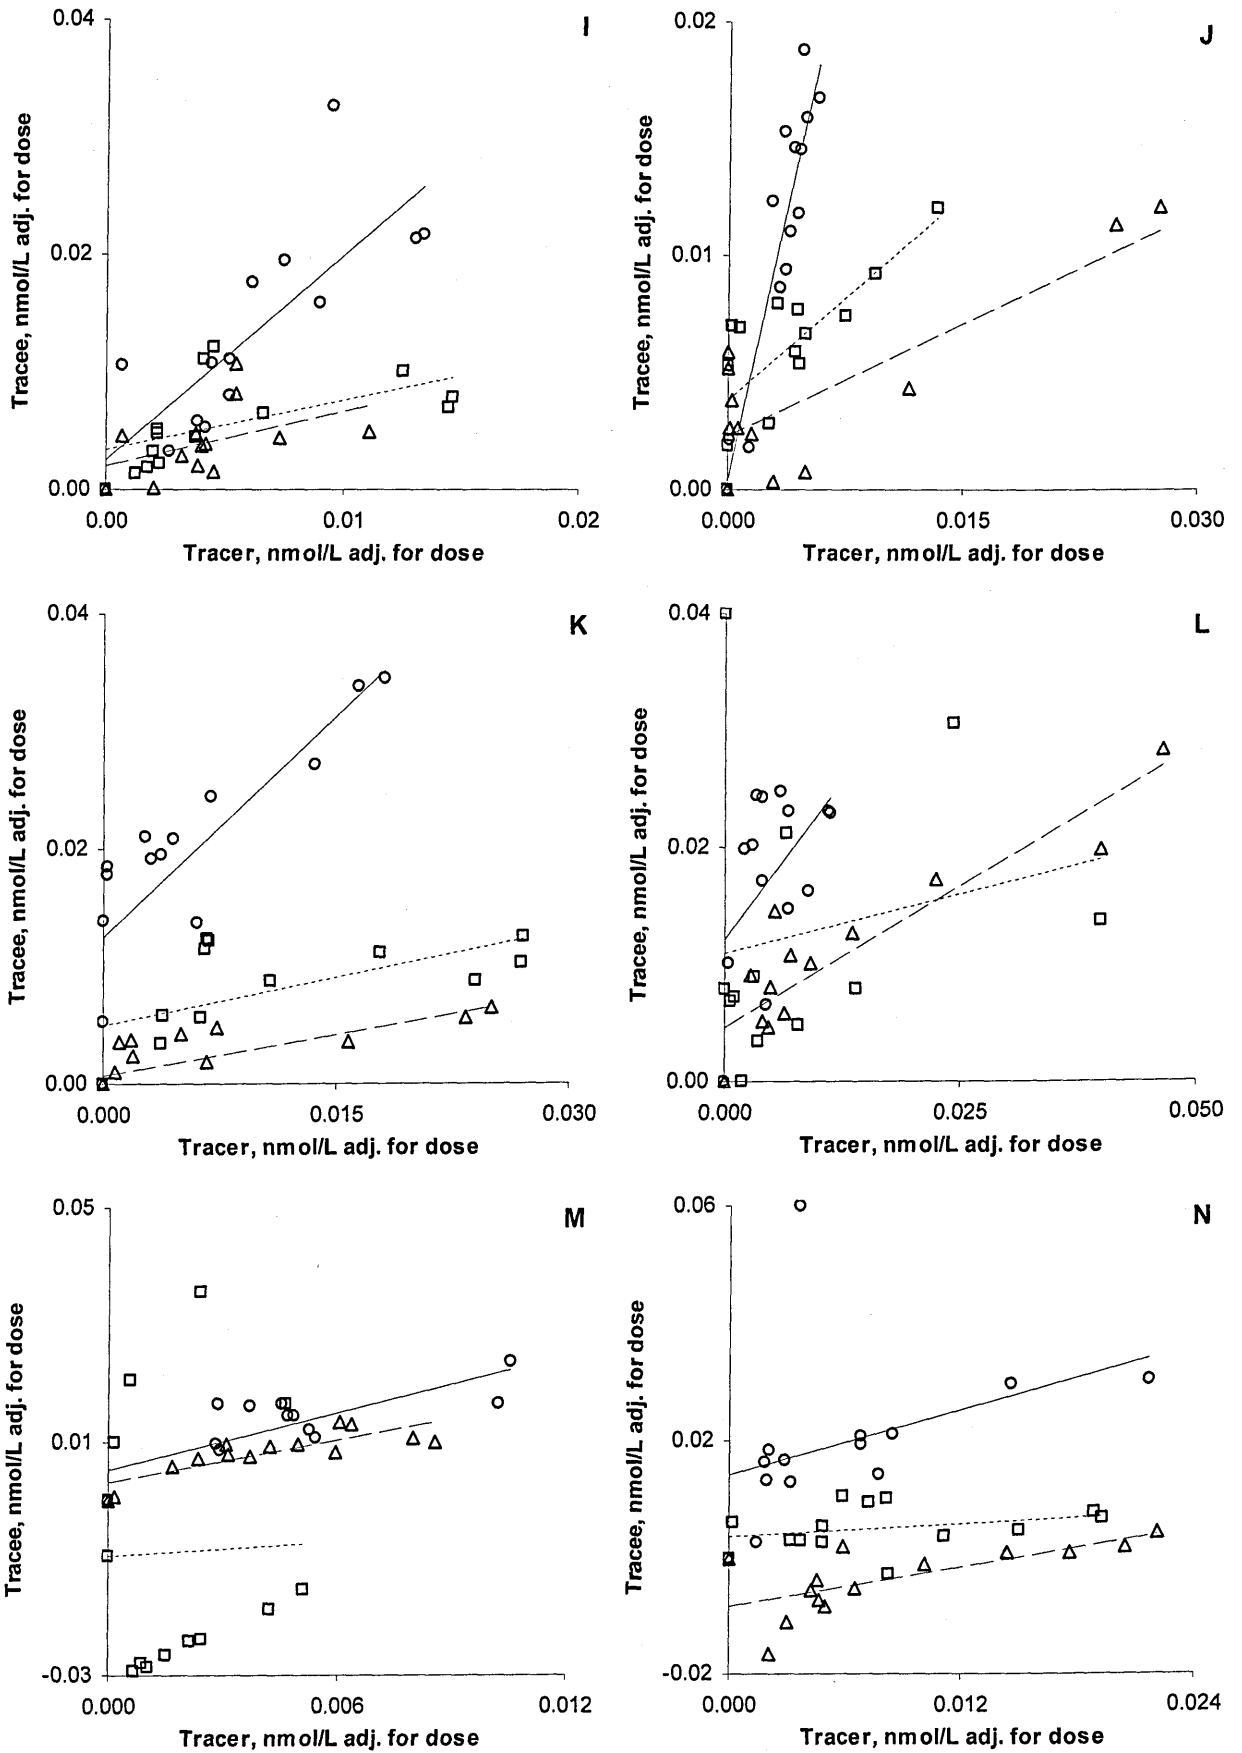 0.04
I
0.02
0.00
0.00
0.01
0.02
Tracer, nmol/L adj. for dose
Tracee, nmol/L adj. for dose
0.02
J
0.01
0.00
0.000
0.015
0.030
Tracer, nmol/L adj. for dose
Tracee, nmol/L adj. for dose
0.04
K
0.02
0.00
0.000
0.015
0.030
Tracer, nmol/L adj. for dose
Tracee, nmol/L adj. for dose
0.04
L
0.02
0.00
0.000
0.025
0.050
Tracer, nmol/L adj. for dose
Tracee, nmol/L adj. for dose
0.05
M
0.01
-0.03
0.000
0.006
0.012
Tracer, nmol/L adj. for dose
Tracee, nmol/L adj. for dose
0.06
N
0.02
-0.02
0.000
0.012
0.024
Tracer, nmol/L adj. for dose
Tracee, nmol/L adj. for dose